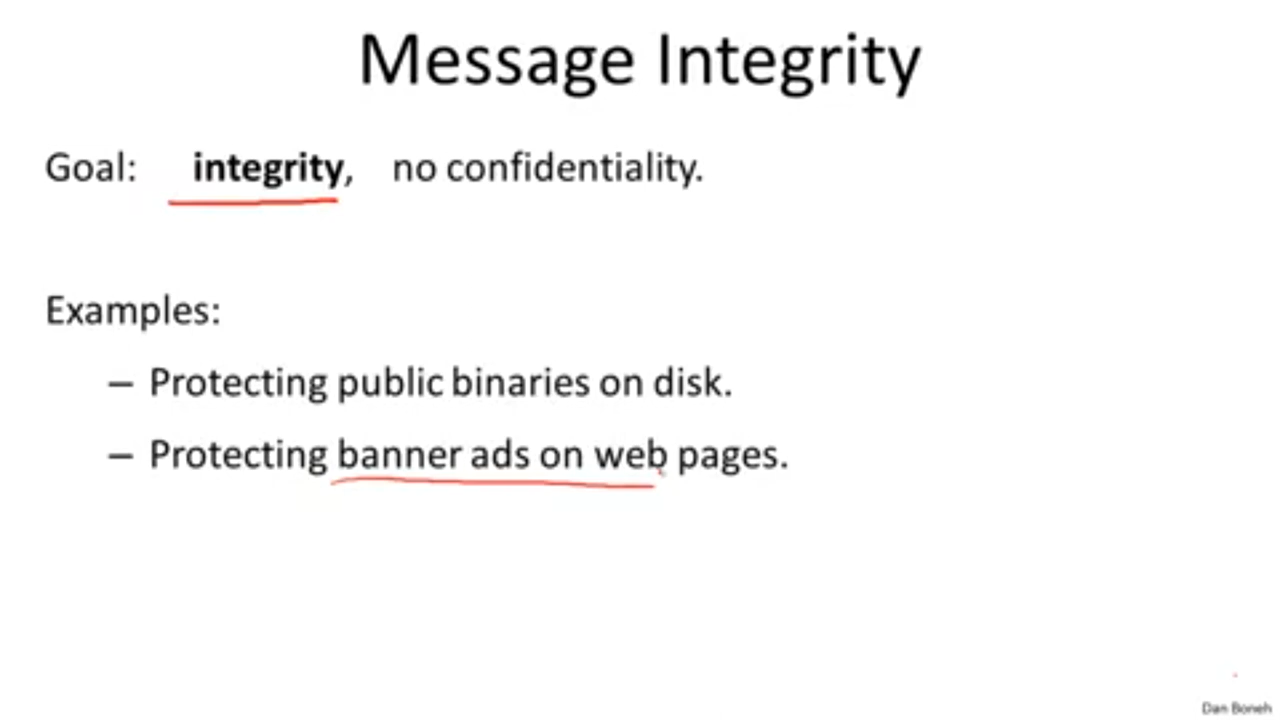 Message Integrity
Goal: integrity, no confidentiality.
Examples:
– Protecting public binaries on disk.
– Protecting banner ads on web pages.
Dan Boneh